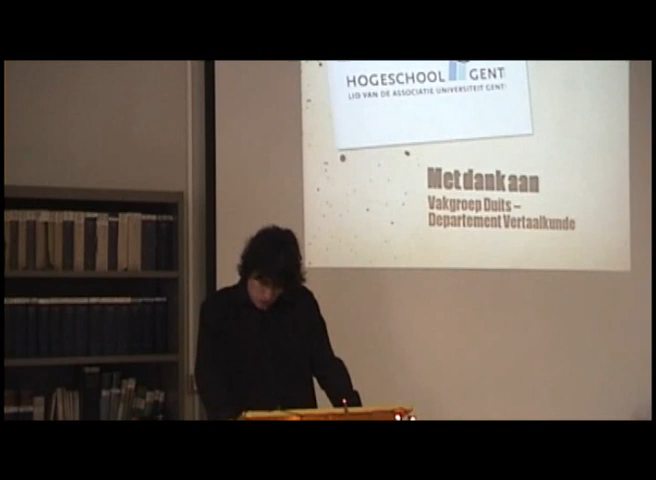 HOGESCHOOL GENT
LID VAN DE ASSOCIATIE UNIVERSITEIT GENT
Met dank aan
Vakgroep Duits –
Departement Vertaalkunde